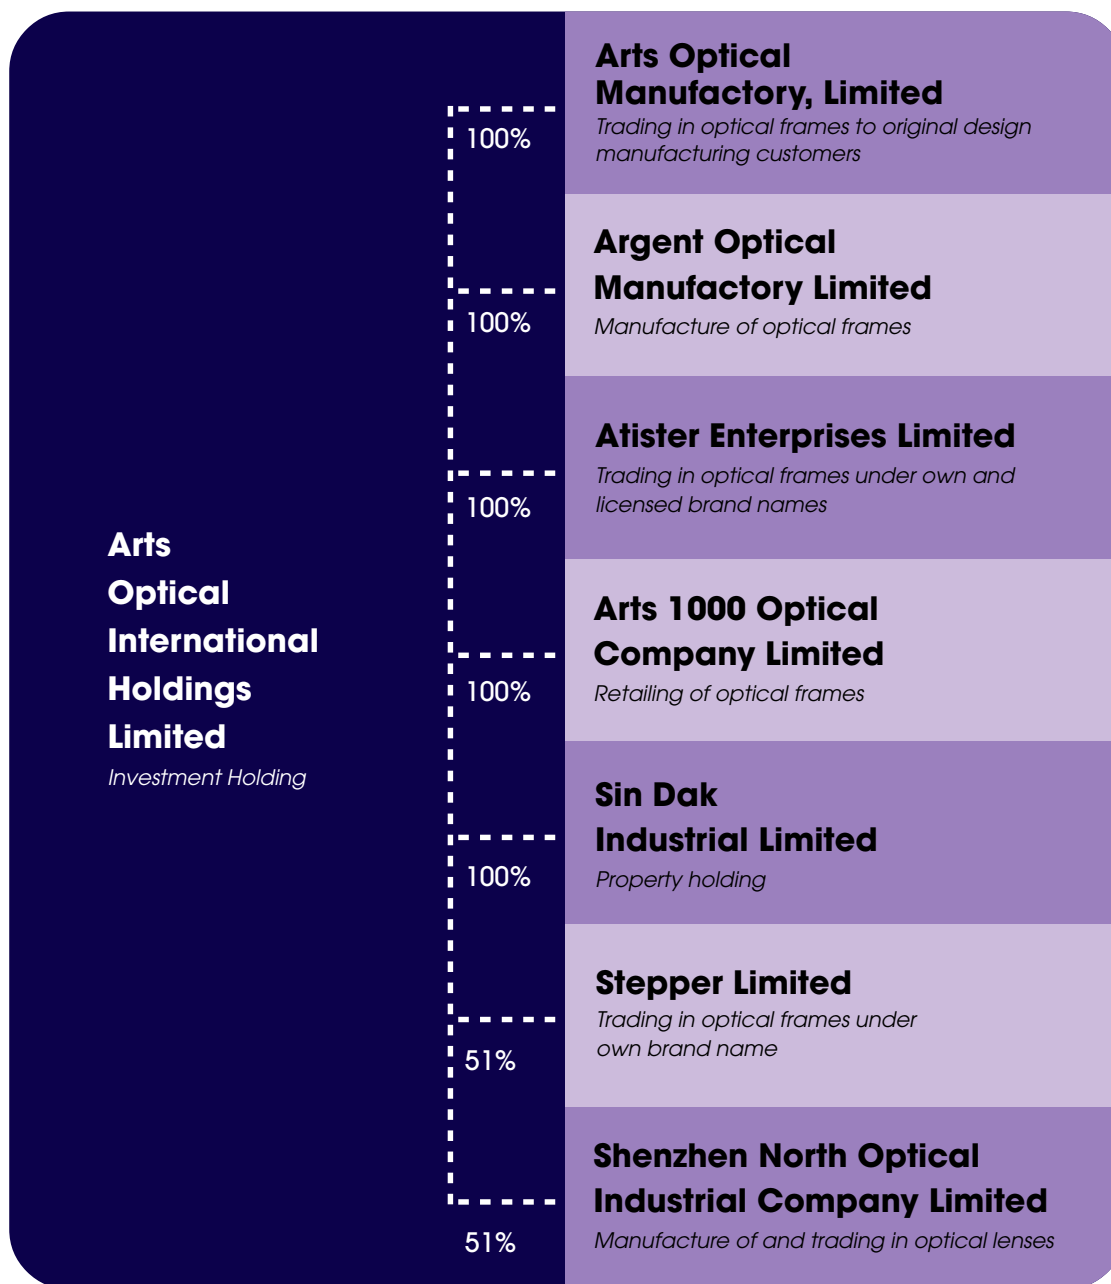 Arts
Optical
International
Holdings
Limited
Investment Holding
100%
Arts Optical
Manufactory, Limited
Trading in optical frames to original design
manufacturing customers
100%
Argent Optical
Manufactory Limited
Manufacture of optical frames
100%
Atister Enterprises Limited
Trading in optical frames under own and
licensed brand names
100%
Arts 1000 Optical
Company Limited
Retailing of optical frames
100%
Sin Dak
Industrial Limited
Property holding
51%
Stepper Limited
Trading in optical frames under
own brand name
51%
Shenzhen North Optical
Industrial Company Limited
Manufacture of and trading in optical lenses